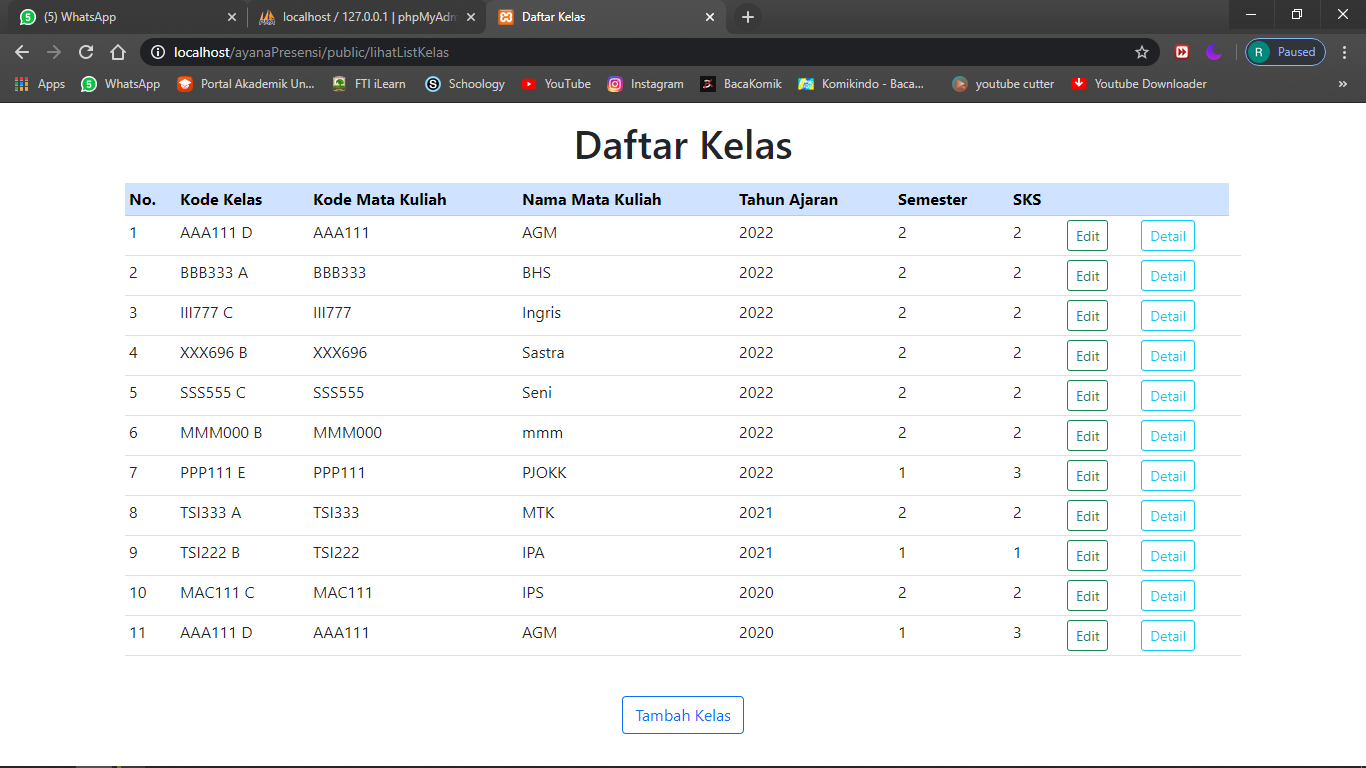 (5) WhatsApp
localhost / 127.0.0.1 | phpMyAdm
Daftar Kelas
localhost/ayanaPresensi/public/lihatListKelas
R Paused
Apps WhatsApp Portal Akademik Un... FTI iLearn Schoology YouTube Instagram BacaKomik Komikindo - Baca... youtube cutter Youtube Downloader »
Daftar Kelas
No. Kode Kelas Kode Mata Kuliah Nama Mata Kuliah Tahun Ajaran Semester SKS
1 AAA111 D AAA111 AGM 2022 2 2 Edit Detail
2 BBB333 A BBB333 BHS 2022 2 2 Edit Detail
3 III777 C III777 Ingris 2022 2 2 Edit Detail
4 XXX696 B XXX696 Sastra 2022 2 2 Edit Detail
5 SSS555 C SSS555 Seni 2022 2 2 Edit Detail
6 MMM000 B MMM000 mmm 2022 2 2 Edit Detail
7 PPP111 E PPP111 PJOKK 2022 1 3 Edit Detail
8 TSI333 A TSI333 MTK 2021 2 2 Edit Detail
9 TSI222 B TSI222 IPA 2021 1 1 Edit Detail
10 MAC111 C MAC111 IPS 2020 2 2 Edit Detail
11 AAA111 D AAA111 AGM 2020 1 3 Edit Detail
Tambah Kelas